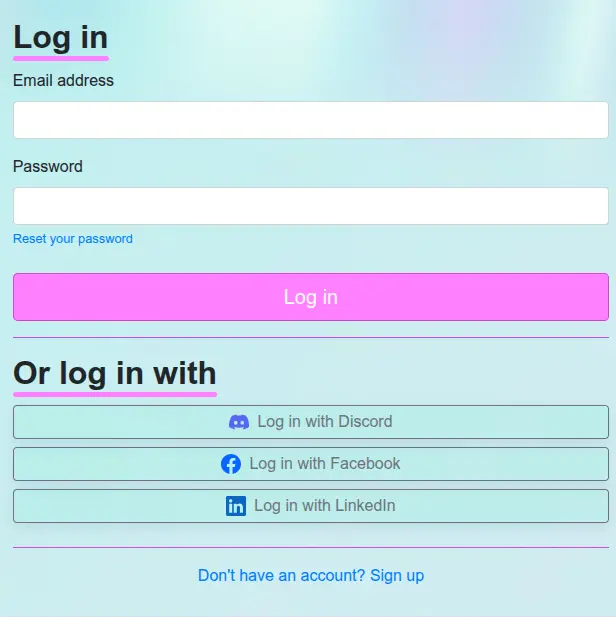 Log in
Email address
Password
Reset your password
Log in
Or log in with
Log in with Discord
Log in with Facebook
Log in with LinkedIn
Don't have an account? Sign up